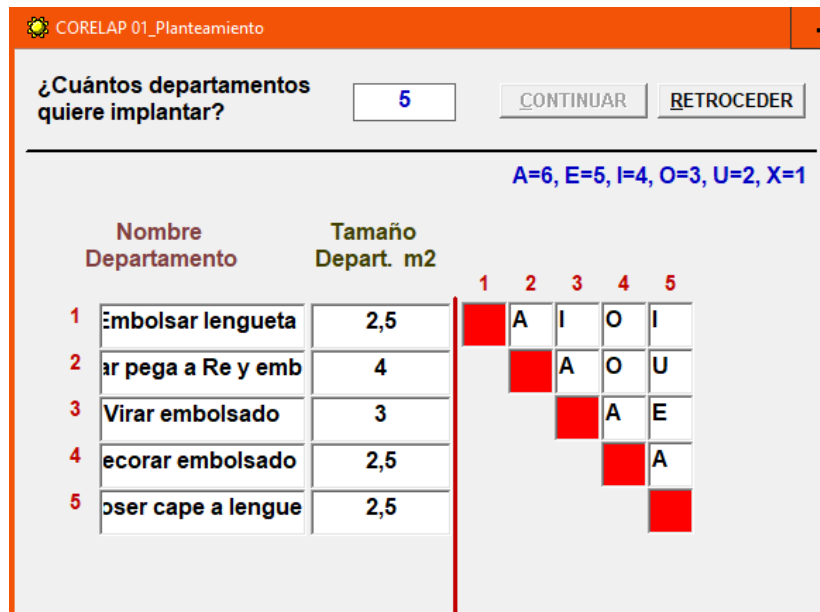 CORELAP 01_Planteamiento
¿Cuántos departamentos
quiere implantar?
5
CONTINUAR
RETROCEDER
A=6, E=5, I=4, O=3, U=2, X=1
Nombre
Departamento
Tamaño
Depart. m2
1 2 3 4 5
1 Embolsar lengueta 2,5 A I O I
2 ar pega a Re y emb 4 A O U
3 Virar embolsado 3 A E
4 ecorar embolsado 2,5 A
5 oser cape a lengue 2,5